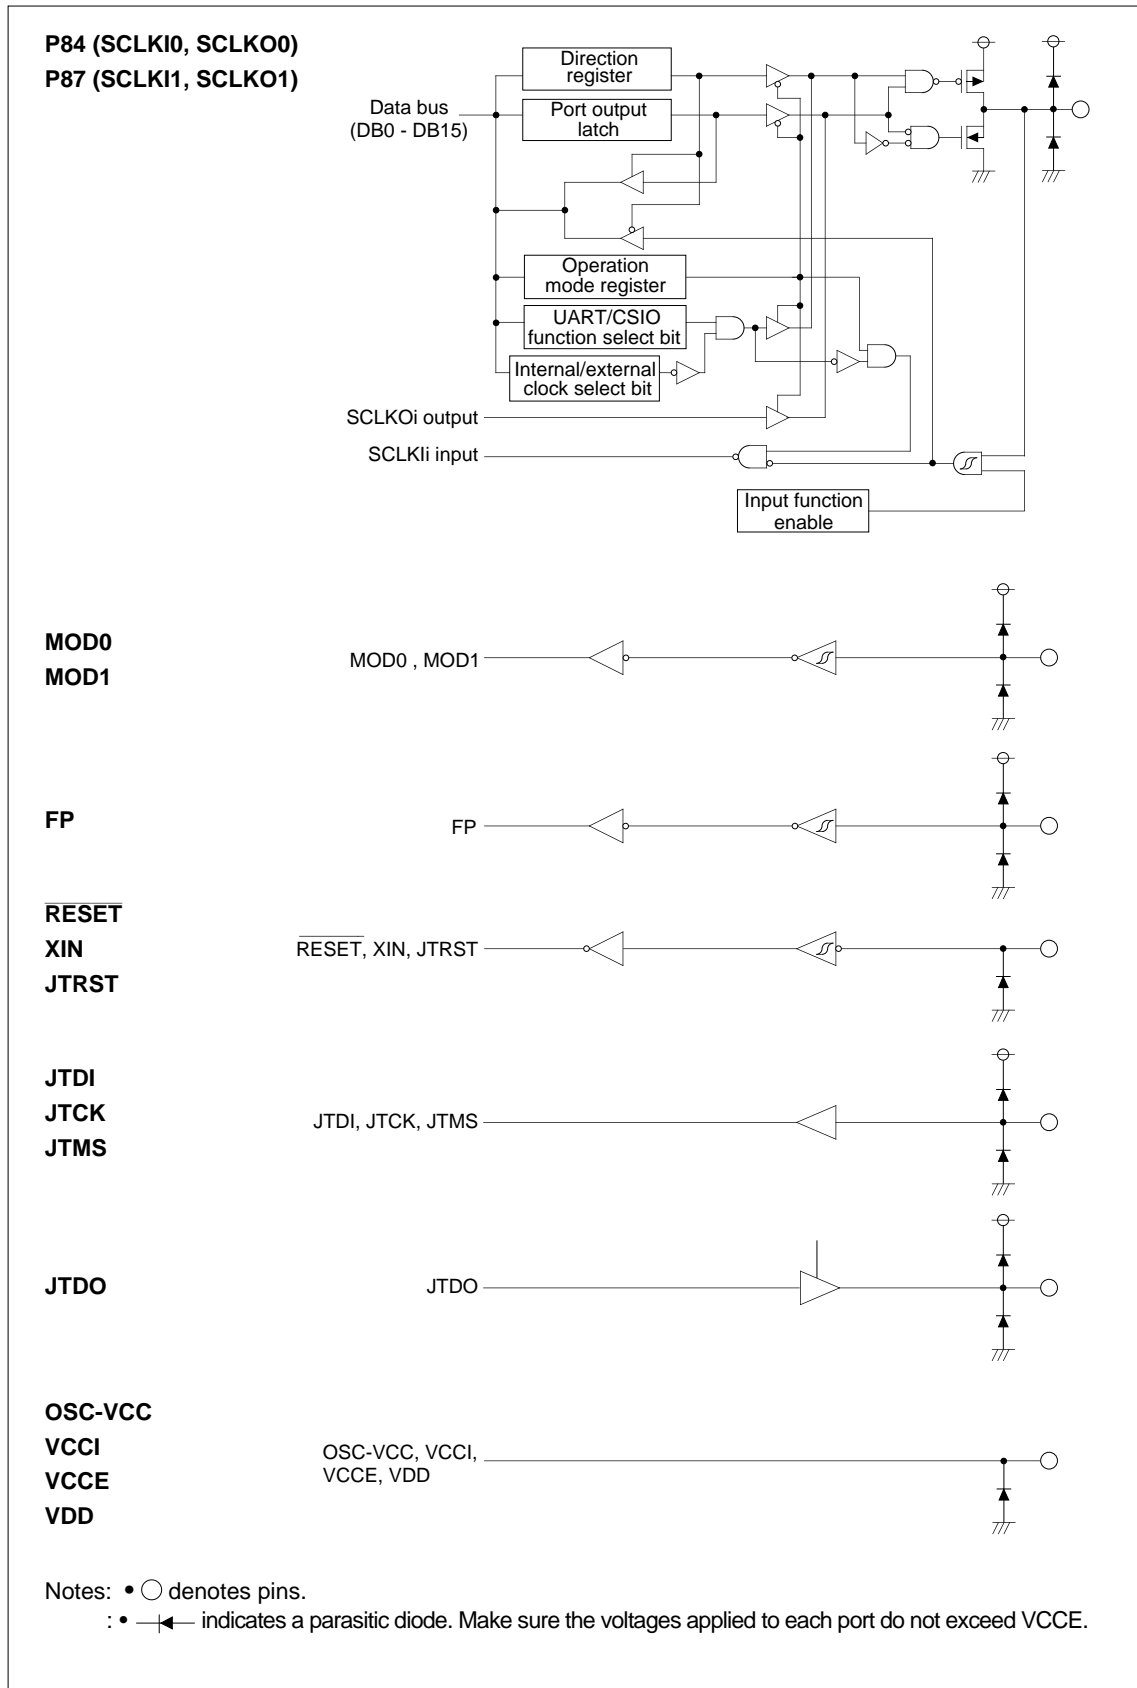 P84 (SCLKI0, SCLKO0)
P87 (SCLKI1, SCLKO1)
Data bus
(DB0 - DB15)
Direction
register
Port output
latch
Operation
mode register
UART/CSIO
function select bit
Internal/external
clock select bit
SCLKOi output
SCLKIi input
Input function
enable
MOD0
MOD1
MOD0 , MOD1
FP
FP
RESET
XIN
JTRST
RESET, XIN, JTRST
JTDI
JTCK
JTMS
JTDI, JTCK, JTMS
JTDO
JTDO
OSC-VCC
VCCI
VCCE
VDD
OSC-VCC, VCCI,
VCCE, VDD
Notes: • ○ denotes pins.
: • indicates a parasitic diode. Make sure the voltages applied to each port do not exceed VCCE.